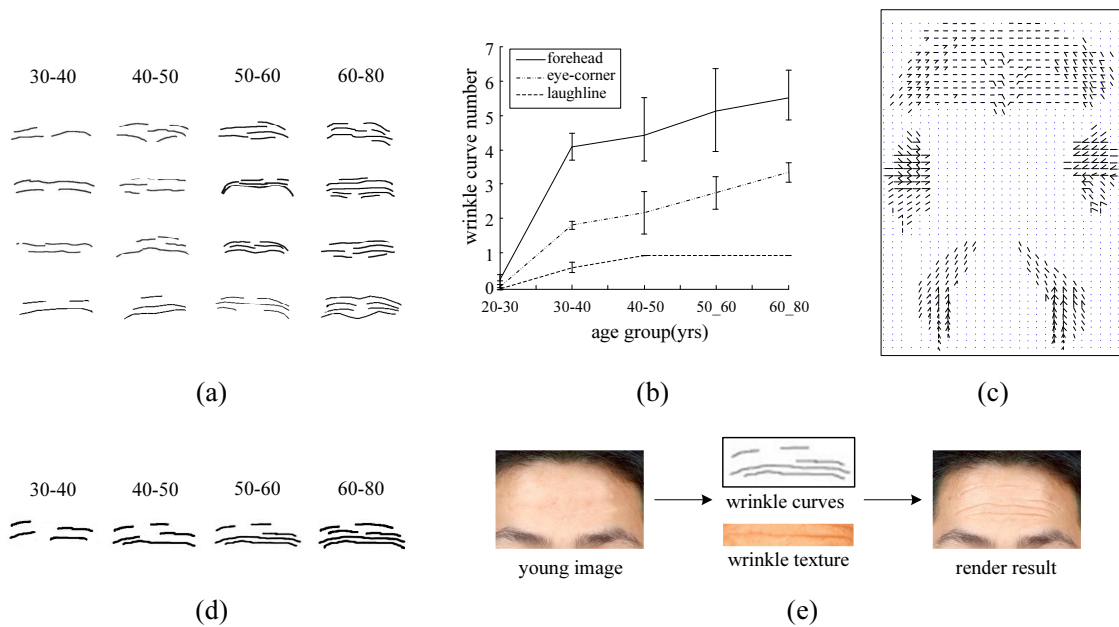 30-40 40-50 50-60 60-80
(a)
7
6
5
4
3
2
1
0
wrinkle curve number
forehead
eye-corner
laughline
20-30 30-40 40-50 50_60 60_80
age group(yrs)
(b)
(c)
30-40 40-50 50-60 60-80
(d)
young image
wrinkle curves
wrinkle texture
render result
(e)